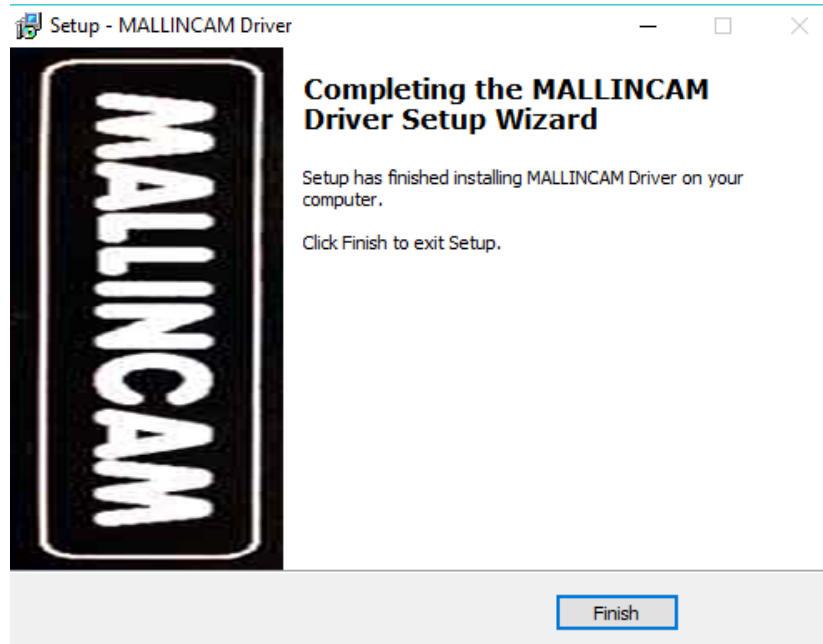 Setup - MALLINCAM Driver
MALLINCAM
Completing the MALLINCAM
Driver Setup Wizard
Setup has finished installing MALLINCAM Driver on your
computer.
Click Finish to exit Setup.
Finish